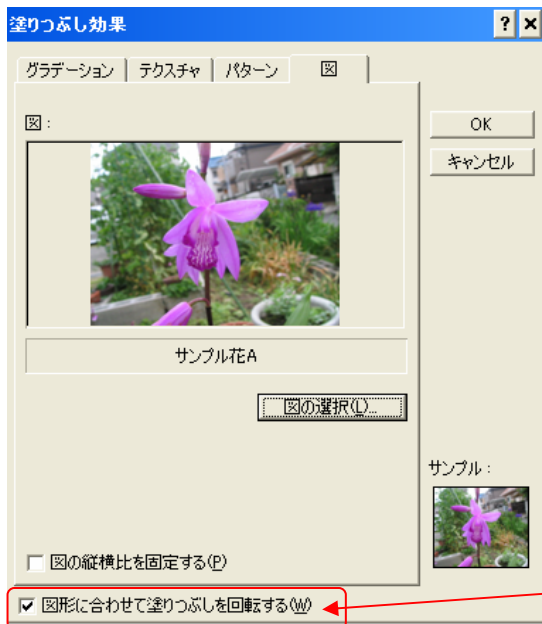 塗りつぶし効果
グラデーション テクスチャ パターン 図
図:
OK
キャンセル
サンプル花A
図の選択(L)...
サンプル:
図の縦横比を固定する(P)
図形に合わせて塗りつぶしを回転する(W)